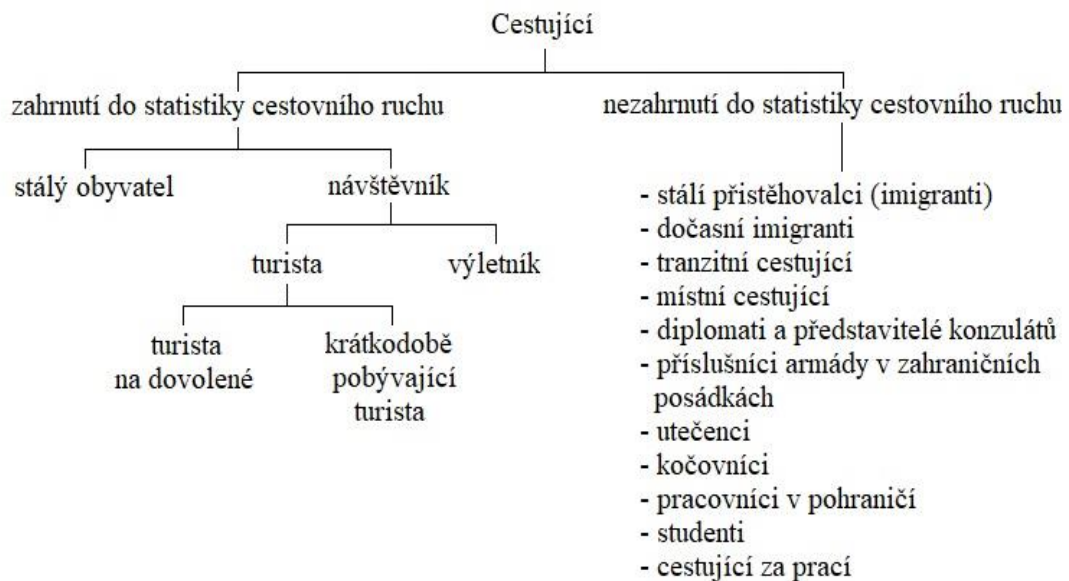 Cestující
zahrnutí do statistiky cestovního ruchu
nezahrnutí do statistiky cestovního ruchu
stálý obyvatel
návštěvník
turista
výletník
turista
na dovolené
krátkodobě
pobývající
turista
- stálí přistěhovalci (imigranti)
- dočasní imigranti
- tranzitní cestující
- místní cestující
- diplomati a představitelé konzulátů
- příslušníci armády v zahraničních
posádkách
- utečenci
- kočovníci
- pracovníci v pohraničí
- studenti
- cestující za prací